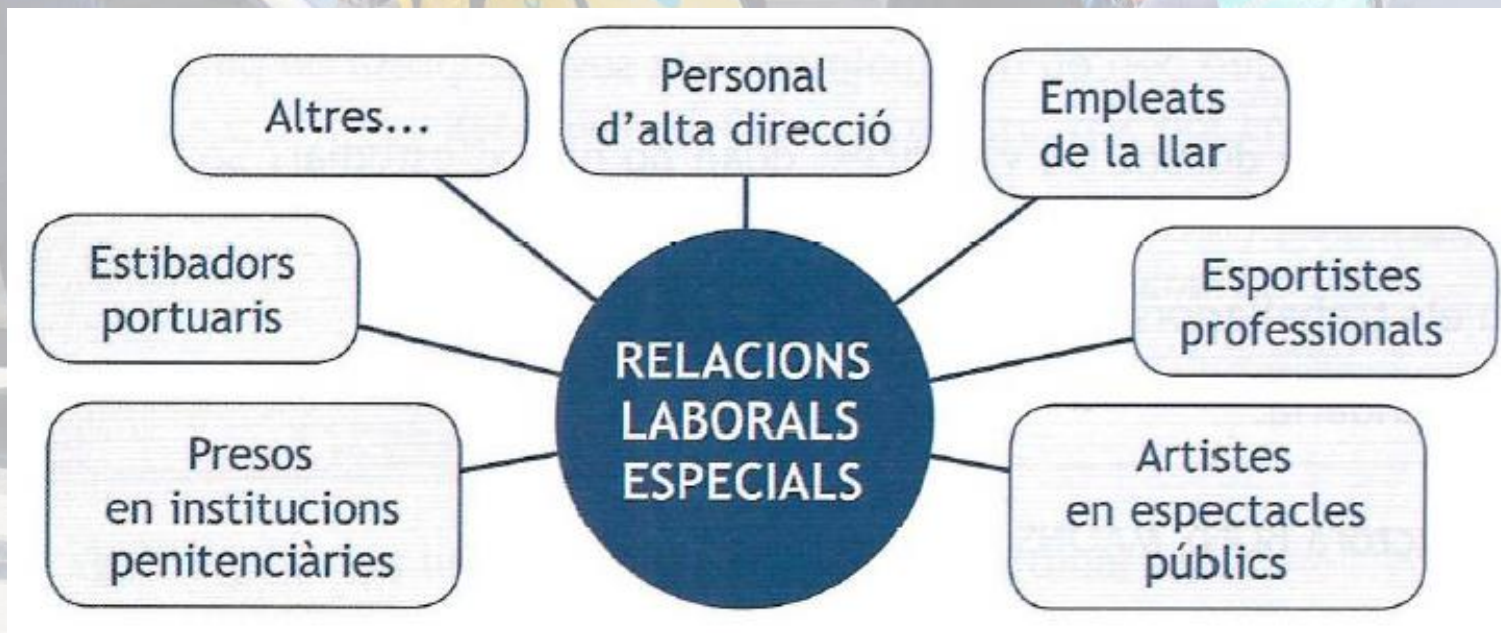 Personal
d'alta direcció
Altres...
Empleats
de la llar
Estibadors
portuaris
Esportistes
professionals
RELACIONS
LABORALS
ESPECIALS
Presos
en institucions
penitenciàries
Artistes
en espectacles
públics